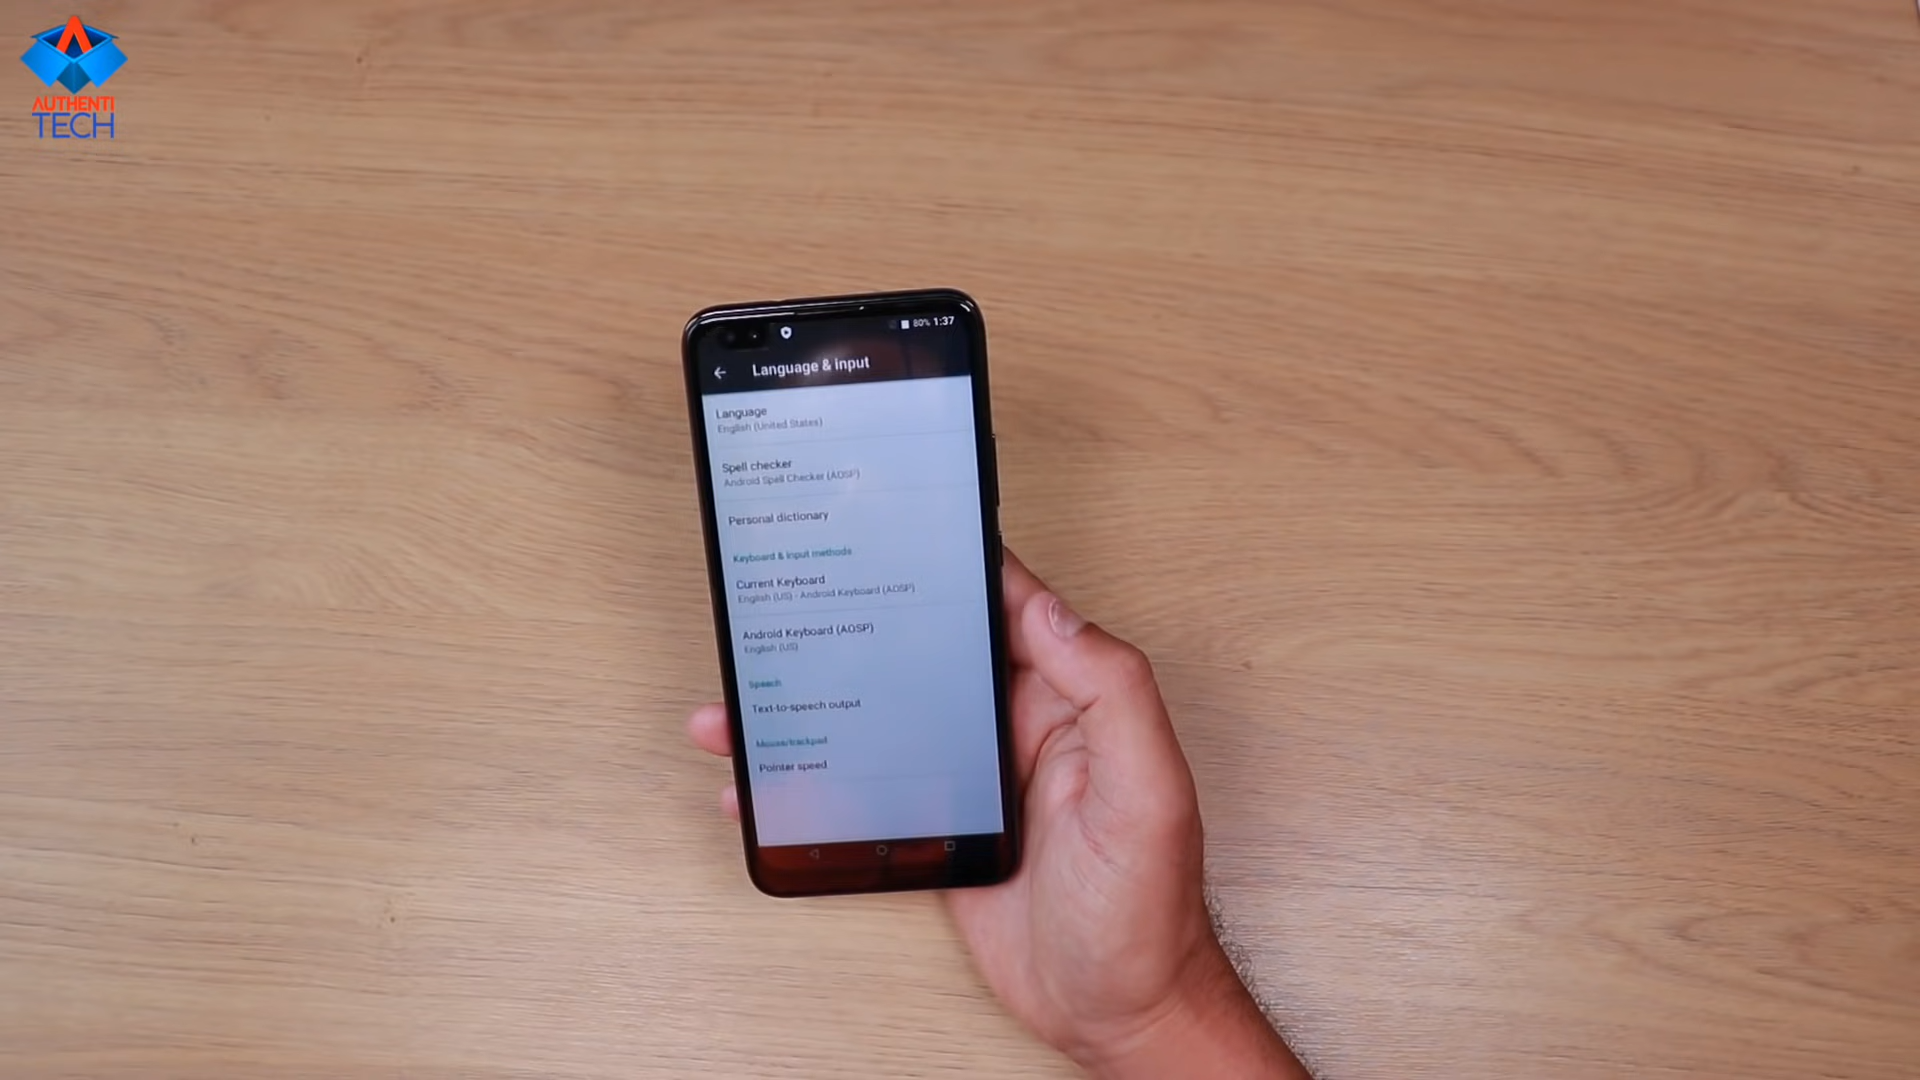 AUTHENTI
TECH
80% 1:37
Language & input
Language
English (United States)
Spell checker
Android Spell Checker (AOSP)
Personal dictionary
Keyboard & input methods
Current Keyboard
English (US) - Android Keyboard (AOSP)
Android Keyboard (AOSP)
English (US)
Speech
Text-to-speech output
Mouse/trackpad
Pointer speed